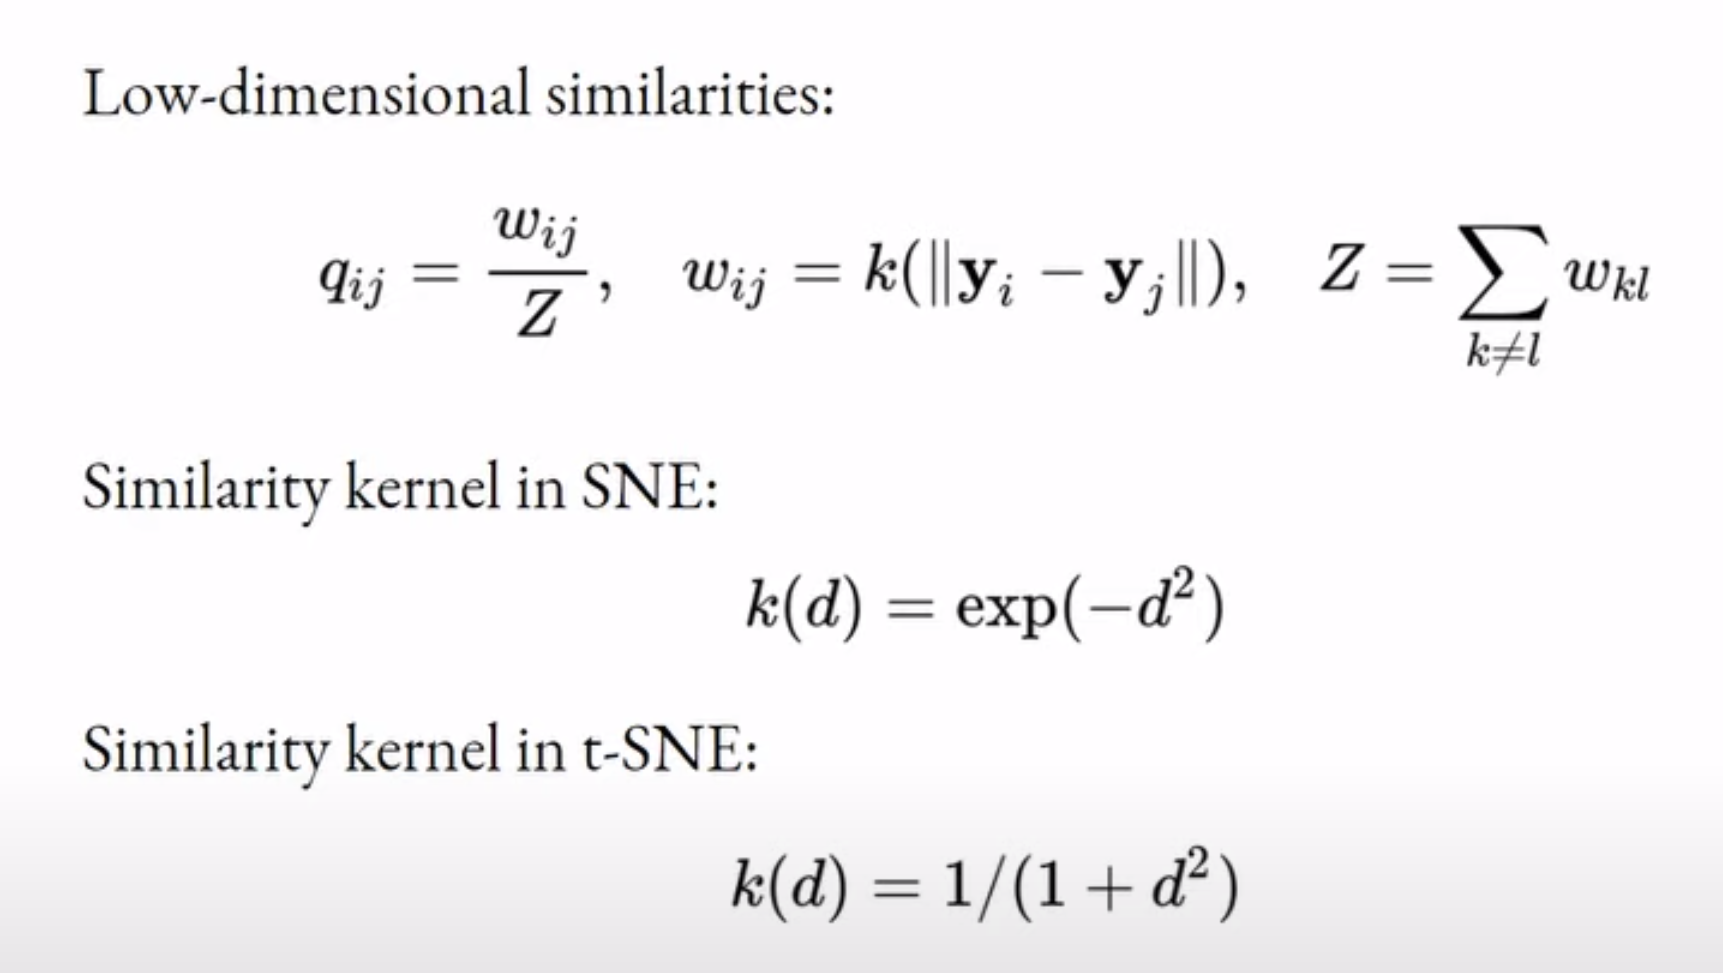 Low-dimensional similarities:
$q_{ij} = \frac{w_{ij}}{Z}, \quad w_{ij} = k(\|\mathbf{y}_i - \mathbf{y}_j\|), \quad Z = \sum_{k \neq l} w_{kl}$
Similarity kernel in SNE:
$k(d) = \exp(-d^2)$
Similarity kernel in t-SNE:
$k(d) = 1/(1 + d^2)$